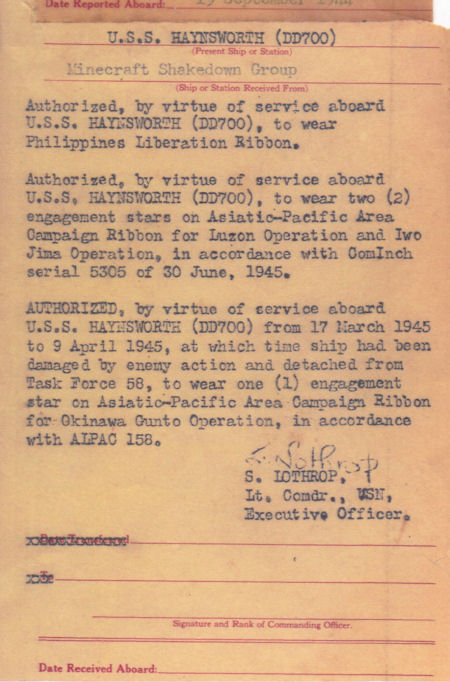 Date Reported Aboard: 19 September 1944
U.S.S. HAYNSWORTH (DD700)
(Present Ship or Station)
Minecraft Shakedown Group
(Ship or Station Received From)
Authorized, by virtue of service aboard
U.S.S. HAYNSWORTH (DD700), to wear
Philippines Liberation Ribbon.
Authorized, by virtue of service aboard
U.S.S. HAYNSWORTH (DD700), to wear two (2)
engagement stars on Asiatic-Pacific Area
Campaign Ribbon for Luzon Operation and Iwo
Jima Operation, in accordance with ComInch
serial 5305 of 30 June, 1945.
AUTHORIZED, by virtue of service aboard
U.S.S. HAYNSWORTH (DD700) from 17 March 1945
to 9 April 1945, at which time ship had been
damaged by enemy action and detached from
Task Force 58, to wear one (1) engagement
star on Asiatic-Pacific Area Campaign Ribbon
for Okinawa Gunto Operation, in accordance
with ALPAC 158.
S. Lothrop
S. LOTHROP,
Lt. Comdr., USN,
Executive Officer.
To
Signature and Rank of Commanding Officer.
Date Received Aboard: